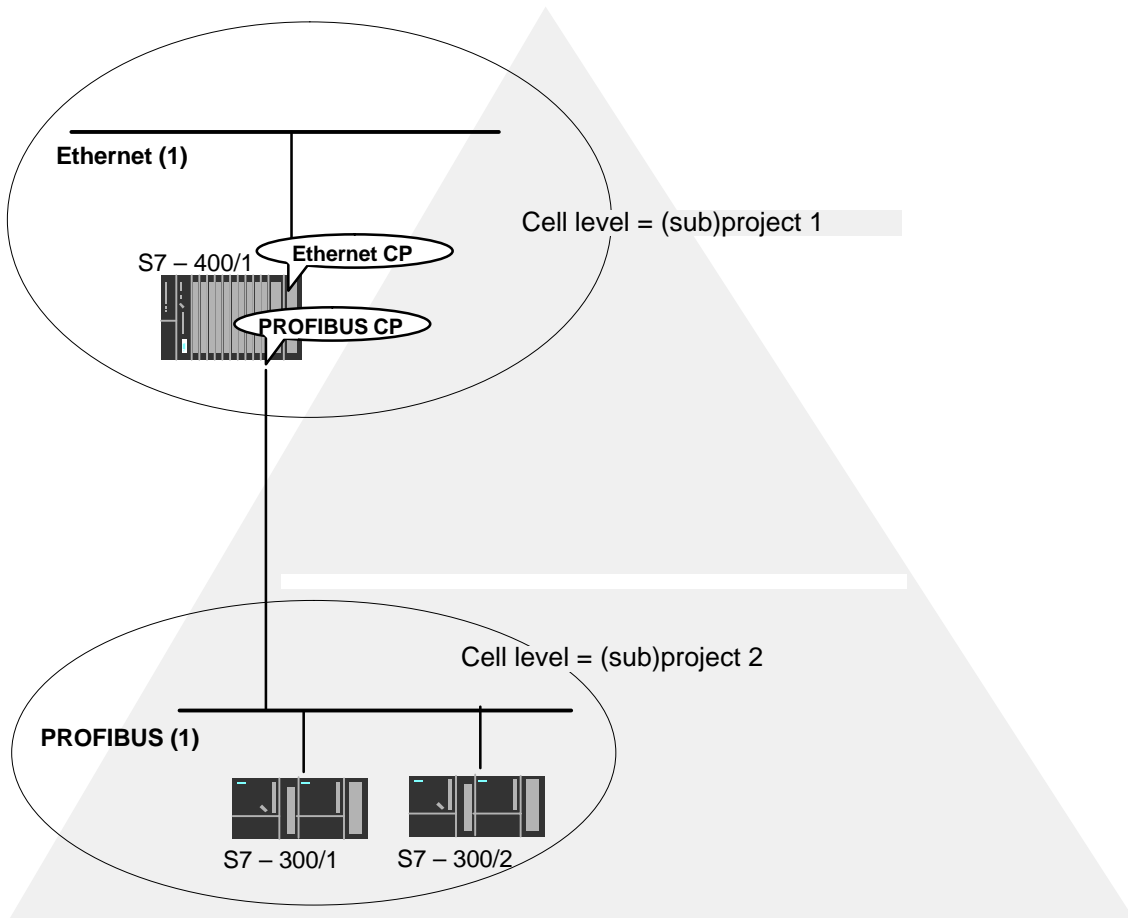 Ethernet (1)
Cell level = (sub)project 1
S7 – 400/1
Ethernet CP
PROFIBUS CP
Cell level = (sub)project 2
PROFIBUS (1)
S7 – 300/1
S7 – 300/2